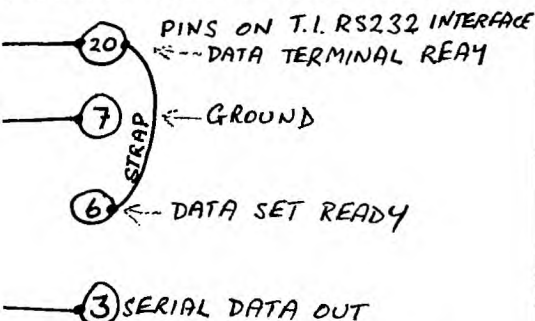 PINS ON T.I. RS232 INTERFACE
20
DATA TERMINAL REAY
7
GROUND
STRAP
6
DATA SET READY
3
SERIAL DATA OUT